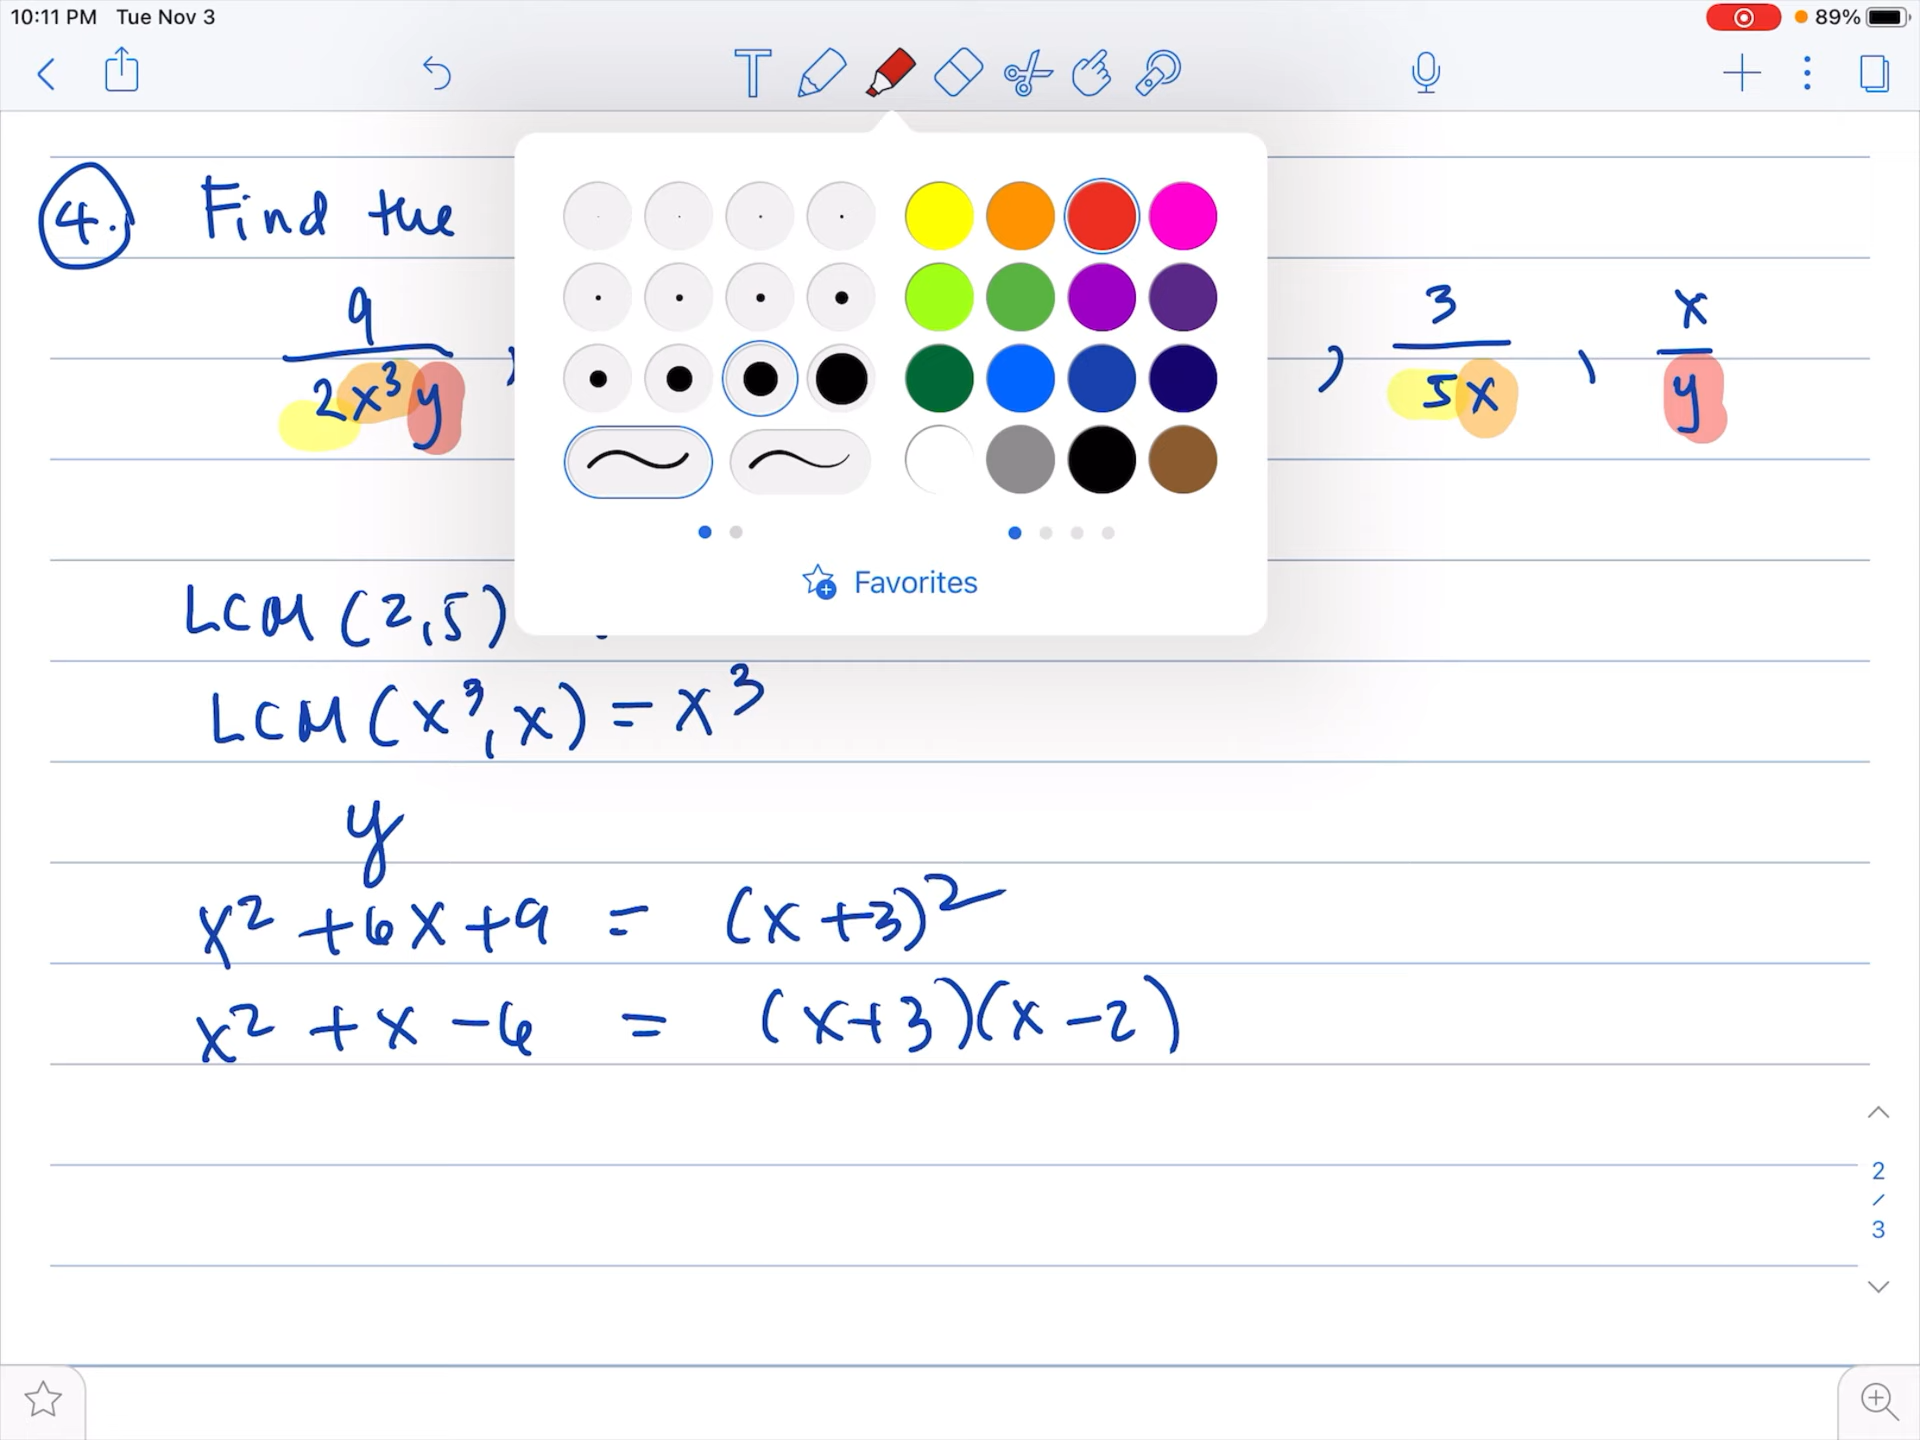 10:11 PM Tue Nov 3 89%
T
4. Find the
9 / 2x³y , , 3 / 5x , x / y
Favorites
LCM (2,5)
LCM (x³, x) = x³
y
x² + 6x + 9 = (x + 3)²
x² + x - 6 = (x+3)(x - 2)
2
/
3